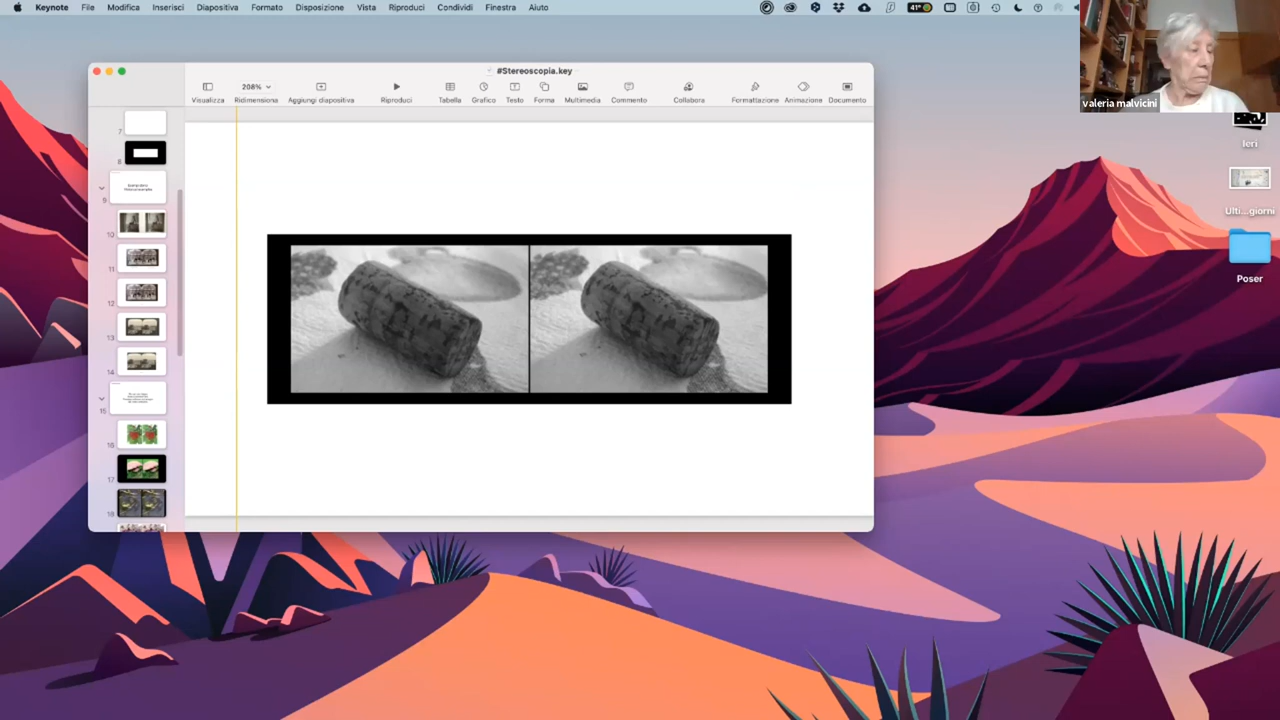 Keynote File Modifica Inserisci Diapositiva Formato Disposizione Vista Riproduci Condividi Finestra Aiuto
41°
#Stereoscopia.key
208%
Visualizza Ridimensiona Aggiungi diapositiva Riproduci Tabella Grafico Testo Forma Multimedia Commento Collabora Formattazione Animazione Documento
valeria malvicini
Ieri
Ulti...giorni
Poser
7
8
9
10
11
12
13
14
15
16
17
18